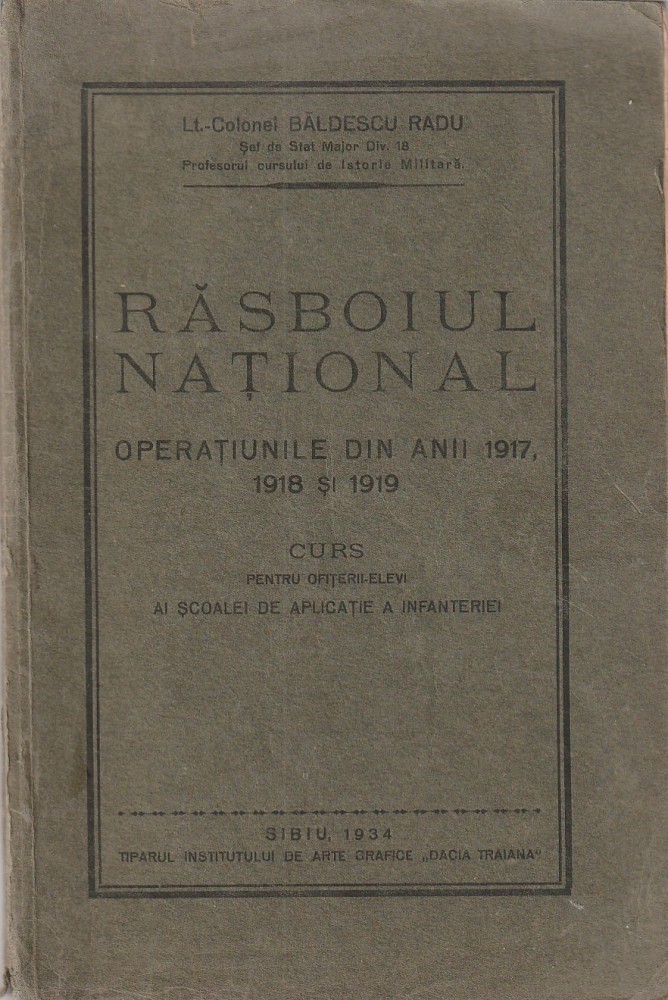 Lt.-Colonel BĂLDESCU RADU
Șef de Stat Major Div. 18
Profesorul cursului de Istorie Militară.
RĂSBOIUL
NAȚIONAL
OPERAȚIUNILE DIN ANII 1917,
1918 ȘI 1919
CURS
PENTRU OFIȚERII-ELEVI
AI ȘCOALEI DE APLICAȚIE A INFANTERIEI
SIBIU, 1934
TIPARUL INSTITUTULUI DE ARTE GRAFICE „DACIA TRAIANA"